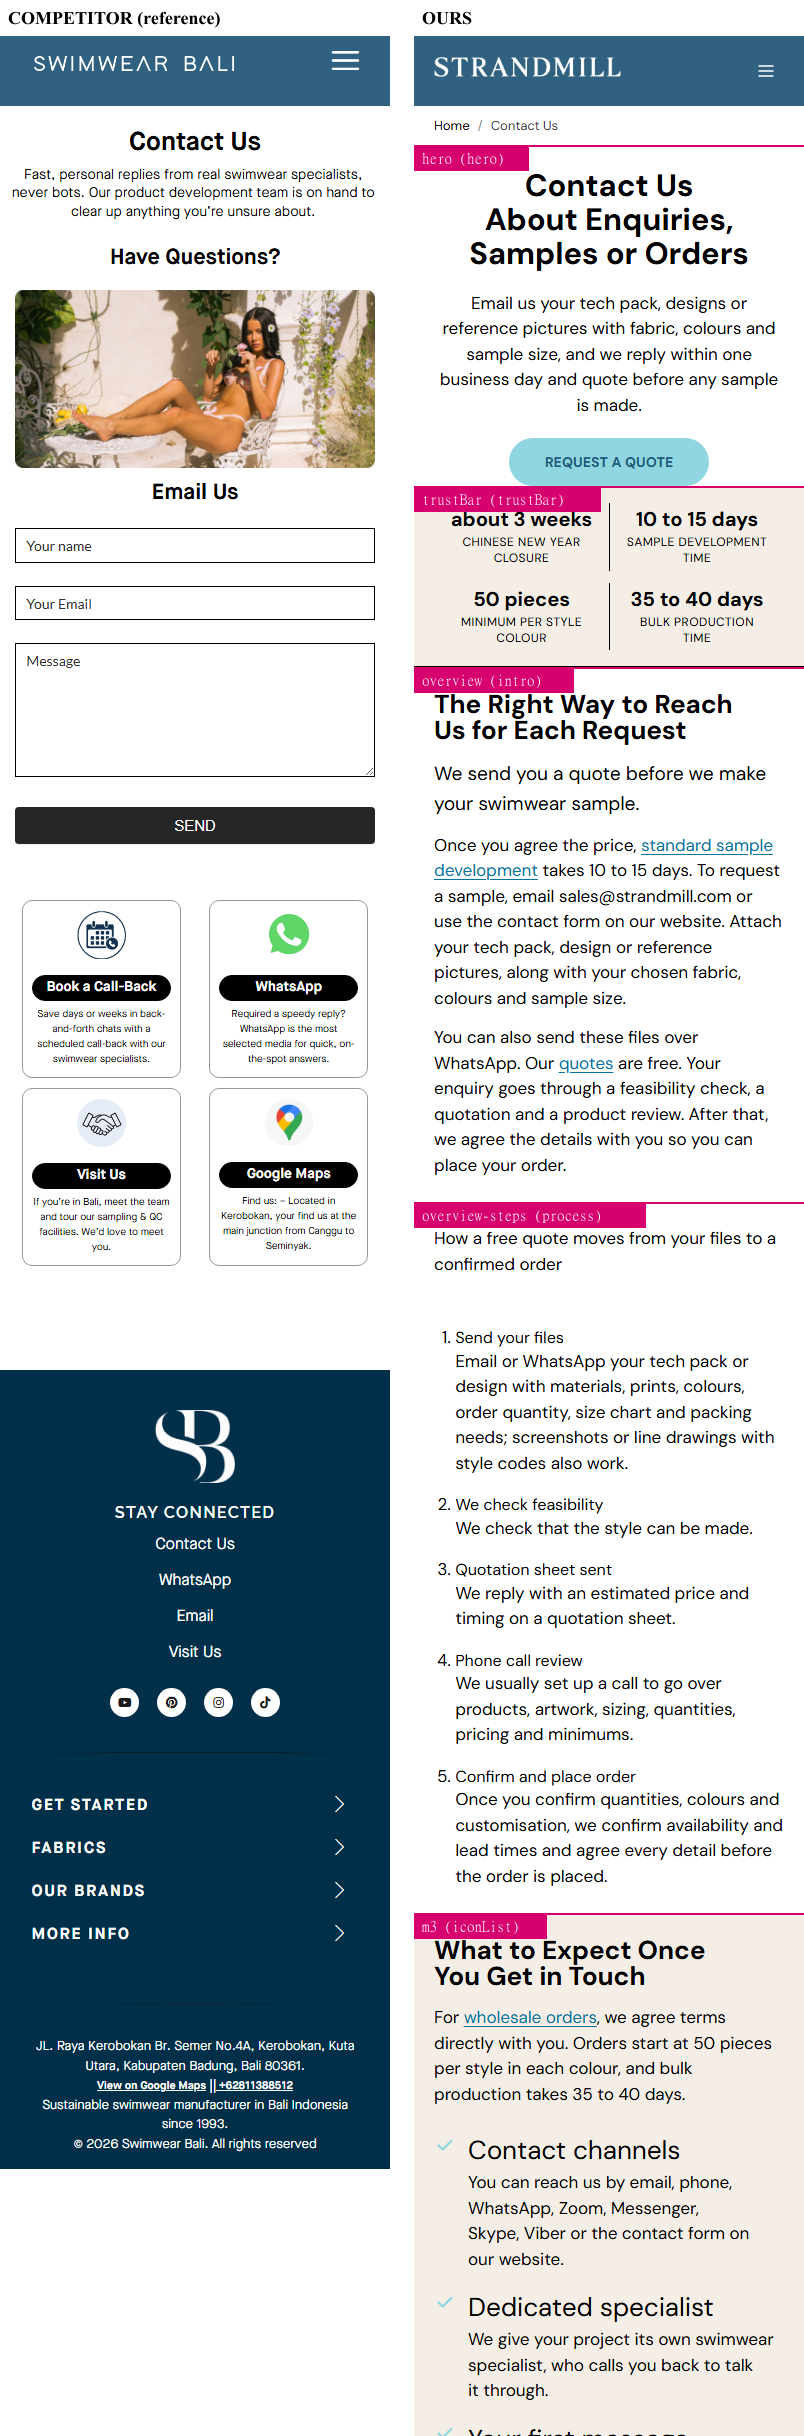 COMPETITOR (reference)
SWIMWEAR BALI
Contact Us
Fast, personal replies from real swimwear specialists,
never bots. Our product development team is on hand to
clear up anything you're unsure about.
Have Questions?
Email Us
Your name
Your Email
Message
SEND
Book a Call-Back
Save days or weeks in back-
and-forth chats with a
scheduled call-back with our
swimwear specialists.
WhatsApp
Required a speedy reply?
WhatsApp is the most
selected media for quick, on-
the-spot answers.
Visit Us
If you're in Bali, meet the team
and tour our sampling & QC
facilities. We'd love to meet
you.
Google Maps
Find us: – Located in
Kerobokan, your find us at the
main junction from Canggu to
Seminyak.
SB
STAY CONNECTED
Contact Us
WhatsApp
Email
Visit Us
GET STARTED
FABRICS
OUR BRANDS
MORE INFO
JL. Raya Kerobokan Br. Semer No.4A, Kerobokan, Kuta
Utara, Kabupaten Badung, Bali 80361.
View on Google Maps || +62811388512
Sustainable swimwear manufacturer in Bali Indonesia
since 1993.
© 2026 Swimwear Bali. All rights reserved
OURS
STRANDMILL
Home / Contact Us
hero (hero)
Contact Us
About Enquiries,
Samples or Orders
Email us your tech pack, designs or
reference pictures with fabric, colours and
sample size, and we reply within one
business day and quote before any sample
is made.
REQUEST A QUOTE
trustBar (trustBar)
about 3 weeks
CHINESE NEW YEAR
CLOSURE
10 to 15 days
SAMPLE DEVELOPMENT
TIME
50 pieces
MINIMUM PER STYLE
COLOUR
35 to 40 days
BULK PRODUCTION
TIME
overview (intro)
The Right Way to Reach
Us for Each Request
We send you a quote before we make
your swimwear sample.
Once you agree the price, standard sample
development takes 10 to 15 days. To request
a sample, email sales@strandmill.com or
use the contact form on our website. Attach
your tech pack, design or reference
pictures, along with your chosen fabric,
colours and sample size.
You can also send these files over
WhatsApp. Our quotes are free. Your
enquiry goes through a feasibility check, a
quotation and a product review. After that,
we agree the details with you so you can
place your order.
overview-steps (process)
How a free quote moves from your files to a
confirmed order
1. Send your files
Email or WhatsApp your tech pack or
design with materials, prints, colours,
order quantity, size chart and packing
needs; screenshots or line drawings with
style codes also work.
2. We check feasibility
We check that the style can be made.
3. Quotation sheet sent
We reply with an estimated price and
timing on a quotation sheet.
4. Phone call review
We usually set up a call to go over
products, artwork, sizing, quantities,
pricing and minimums.
5. Confirm and place order
Once you confirm quantities, colours and
customisation, we confirm availability and
lead times and agree every detail before
the order is placed.
m3 (iconList)
What to Expect Once
You Get in Touch
For wholesale orders, we agree terms
directly with you. Orders start at 50 pieces
per style in each colour, and bulk
production takes 35 to 40 days.
Contact channels
You can reach us by email, phone,
WhatsApp, Zoom, Messenger,
Skype, Viber or the contact form on
our website.
Dedicated specialist
We give your project its own swimwear
specialist, who calls you back to talk
it through.
Your first message